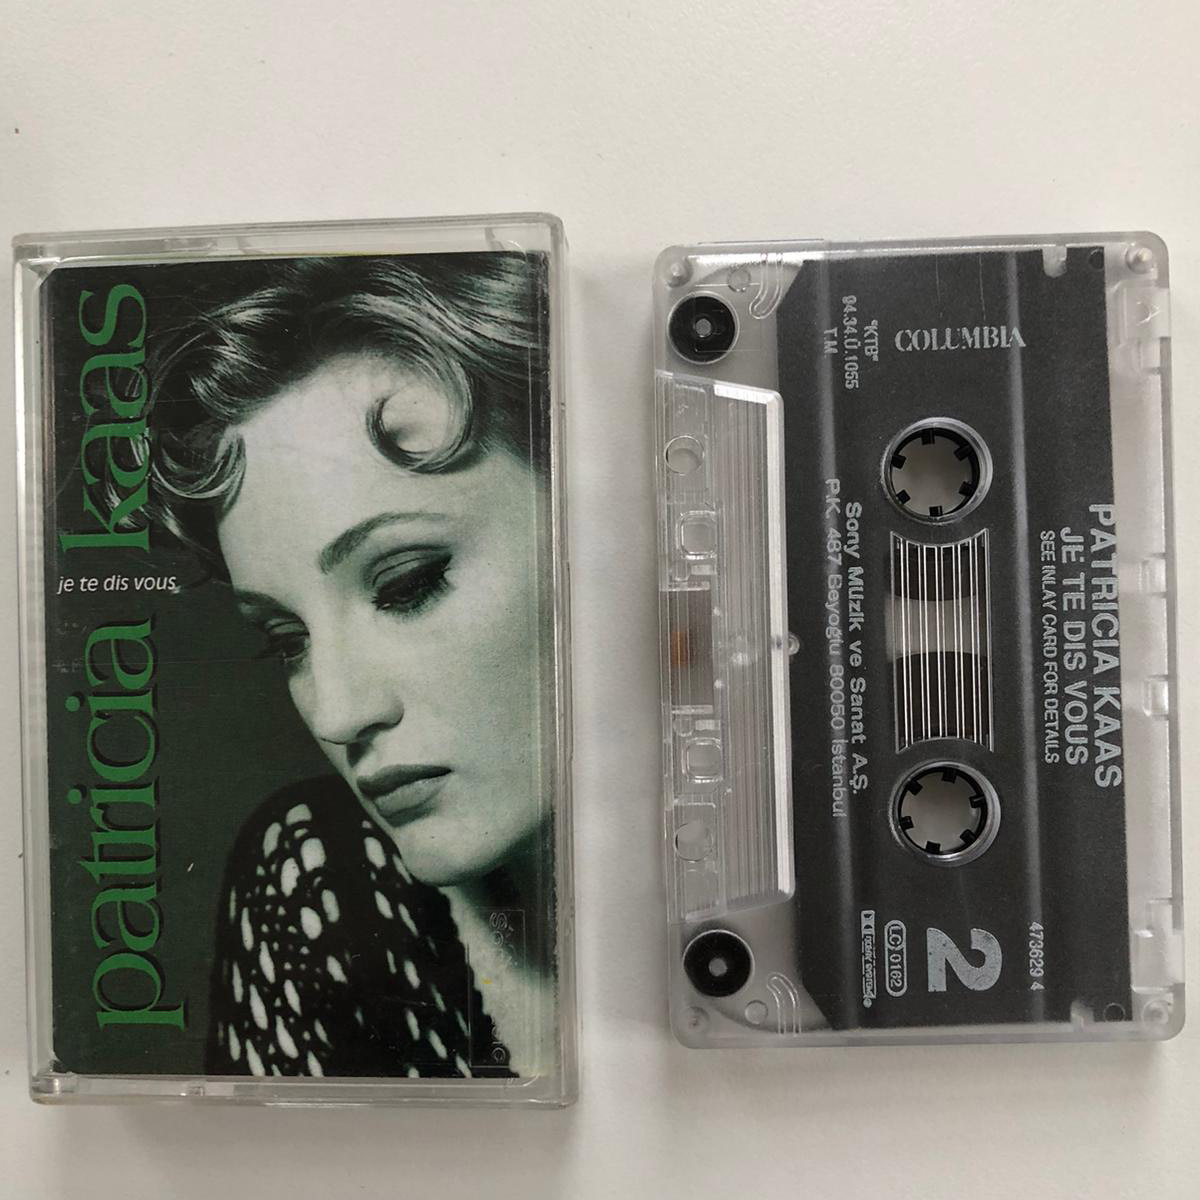 patricia kaas
je te dis vous
COLUMBIA
"KTB"
94.34.Ü.1055
T.M
PATRICIA KAAS
JE TE DIS VOUS
SEE INLAY CARD FOR DETAILS
Sony Müzik ve Sanat A.Ş.
P.K. 487 Beyoğlu 80050 İstanbul
473629 4
2
LC 0162